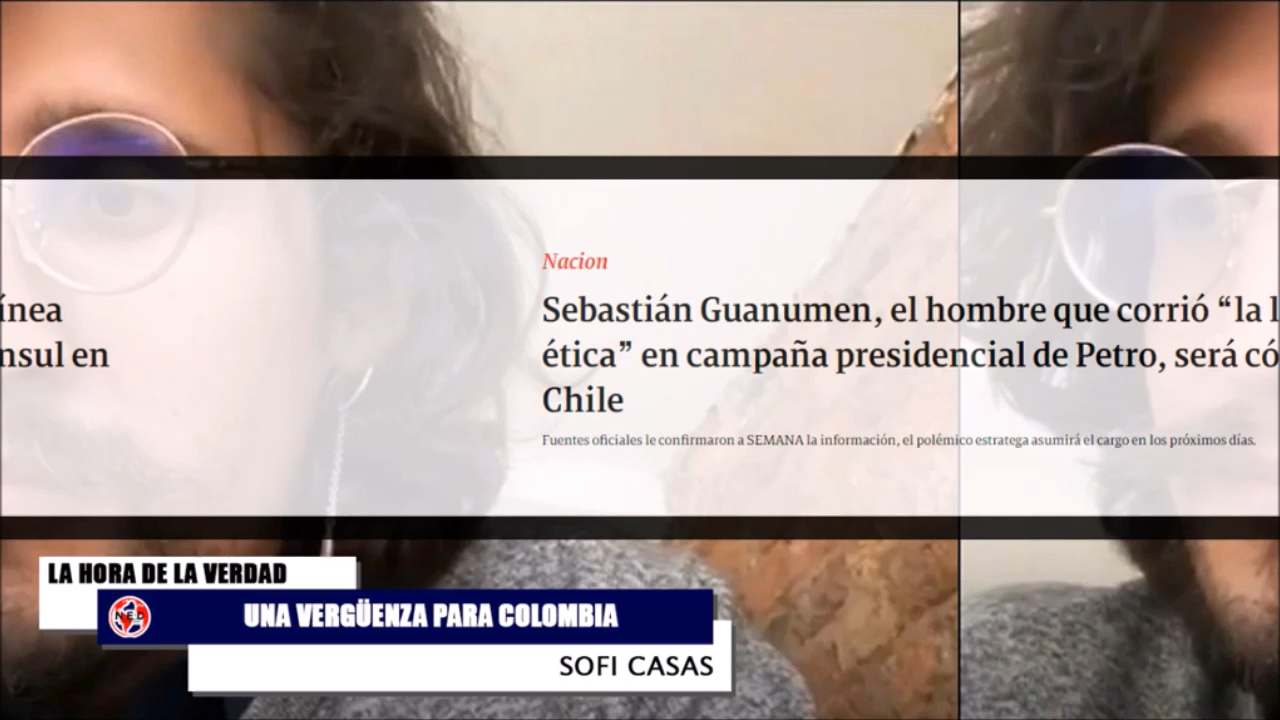 ínea
nsul en
Nacion
Sebastián Guanumen, el hombre que corrió “la l
ética” en campaña presidencial de Petro, será có
Chile
Fuentes oficiales le confirmaron a SEMANA la información, el polémico estratega asumirá el cargo en los próximos días.
LA HORA DE LA VERDAD
UNA VERGÜENZA PARA COLOMBIA
SOFI CASAS